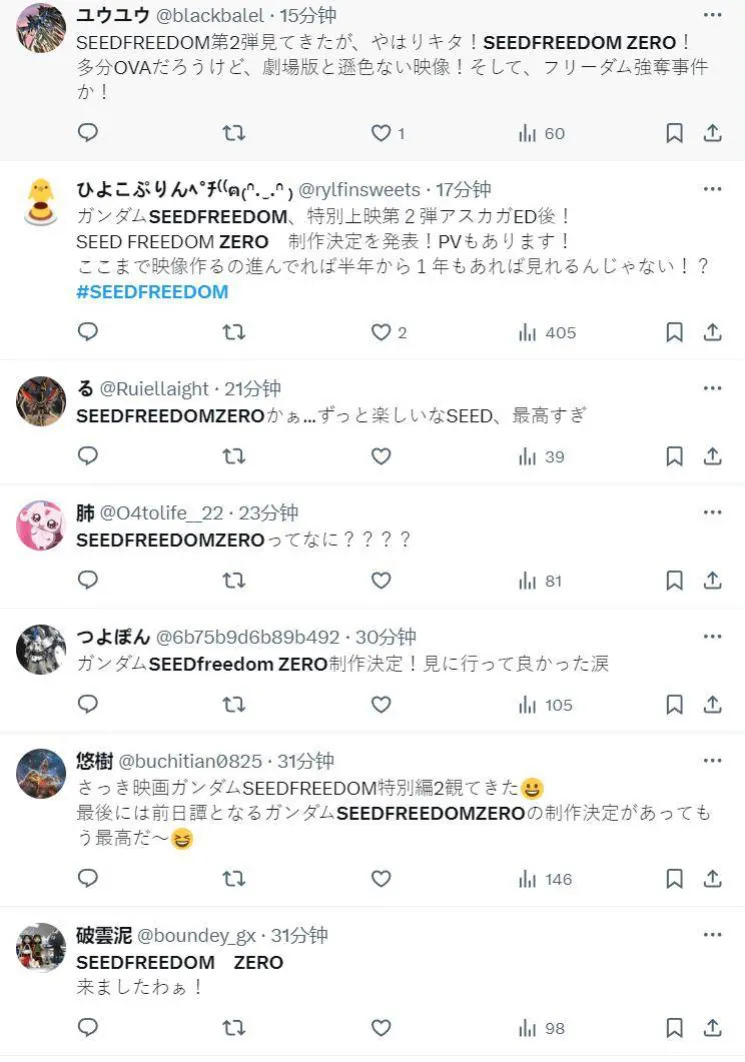 ユウユウ @blackbalel · 15分钟
SEEDFREEDOM第2弾見てきたが、やはりキタ！SEEDFREEDOM ZERO！
多分OVAだろうけど、劇場版と遜色ない映像！そして、フリーダム強奪事件
か！
1
60
ひよこぷりん @rylfinsweets · 17分钟
ガンダムSEEDFREEDOM、特別上映第２弾アスカガED後！
SEED FREEDOM ZERO　制作決定を発表！PVもあります！
ここまで映像作るの進んでれば半年から１年もあれば見れるんじゃない！？
#SEEDFREEDOM
2
405
る @Ruiellaight · 21分钟
SEEDFREEDOMZEROかぁ...ずっと楽しいなSEED、最高すぎ
39
肺 @O4tolife__22 · 23分钟
SEEDFREEDOMZEROってなに？？？？
81
つよぽん @6b75b9d6b89b492 · 30分钟
ガンダムSEEDfreedom ZERO制作決定！見に行って良かった涙
105
悠樹 @buchitian0825 · 31分钟
さっき映画ガンダムSEEDFREEDOM特別編2観てきた😀
最後には前日譚となるガンダムSEEDFREEDOMZEROの制作決定があっても
う最高だ〜😆
146
破雲泥 @boundey_gx · 31分钟
SEEDFREEDOM　ZERO
来ましたわぁ！
98